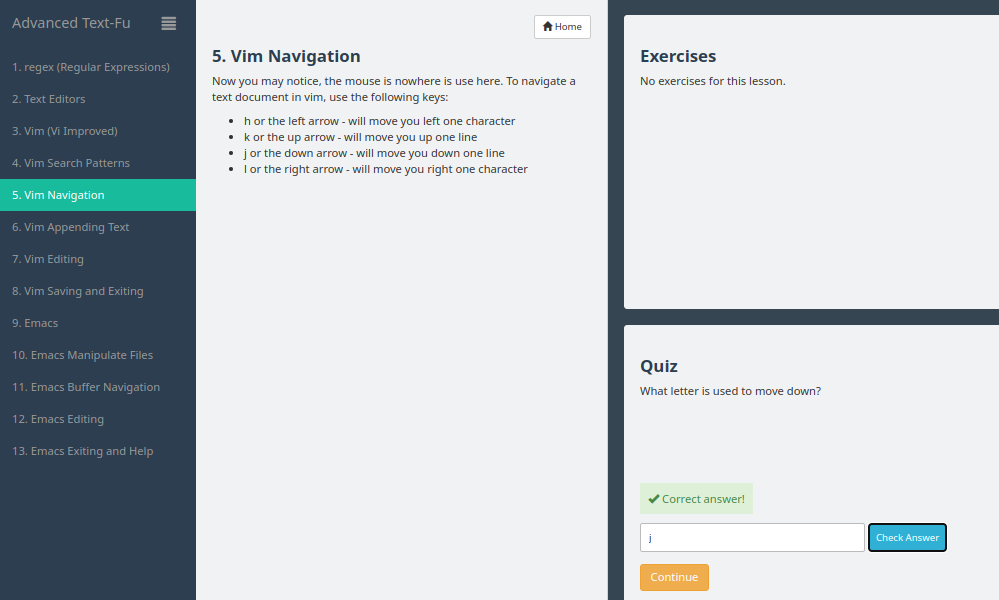 Advanced Text-Fu
1. regex (Regular Expressions)
2. Text Editors
3. Vim (Vi Improved)
4. Vim Search Patterns
5. Vim Navigation
6. Vim Appending Text
7. Vim Editing
8. Vim Saving and Exiting
9. Emacs
10. Emacs Manipulate Files
11. Emacs Buffer Navigation
12. Emacs Editing
13. Emacs Exiting and Help
Home
5. Vim Navigation
Now you may notice, the mouse is nowhere is use here. To navigate a
text document in vim, use the following keys:
• h or the left arrow - will move you left one character
• k or the up arrow - will move you up one line
• j or the down arrow - will move you down one line
• l or the right arrow - will move you right one character
Exercises
No exercises for this lesson.
Quiz
What letter is used to move down?
Correct answer!
j
Check Answer
Continue